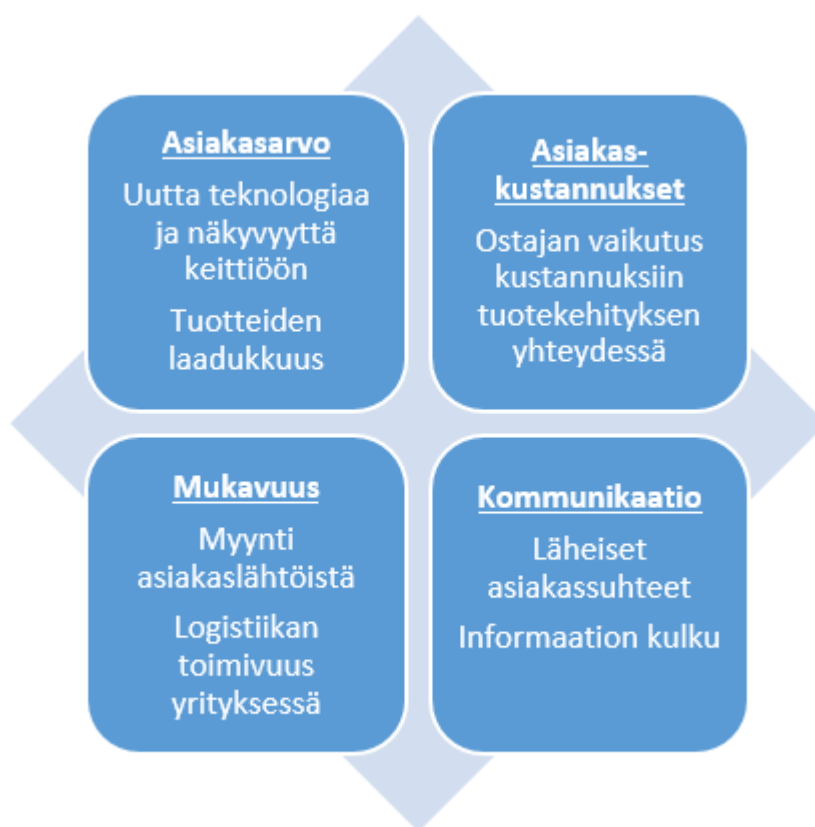 Asiakasarvo
Uutta teknologiaa
ja näkyvyyttä
keittiöön
Tuotteiden
laadukkuus
Asiakas-
kustannukset
Ostajan vaikutus
kustannuksiin
tuotekehityksen
yhteydessä
Mukavuus
Myynti
asiakaslähtöistä
Logistiikan
toimivuus
yrityksessä
Kommunikaatio
Läheiset
asiakassuhteet
Informaation kulku